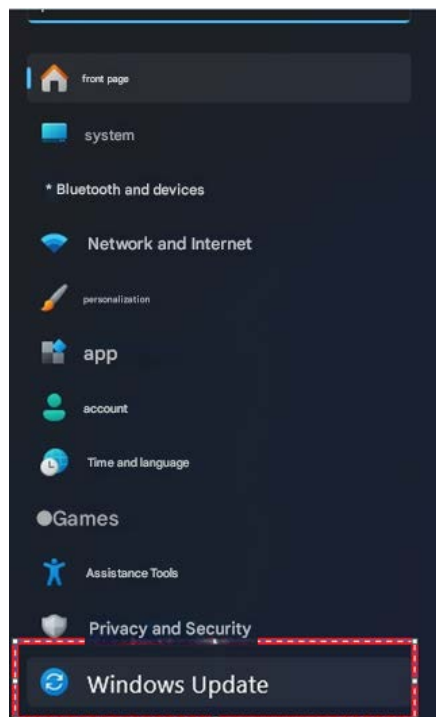 front page
system
* Bluetooth and devices
Network and Internet
personalization
app
account
Time and language
Games
Assistance Tools
Privacy and Security
Windows Update